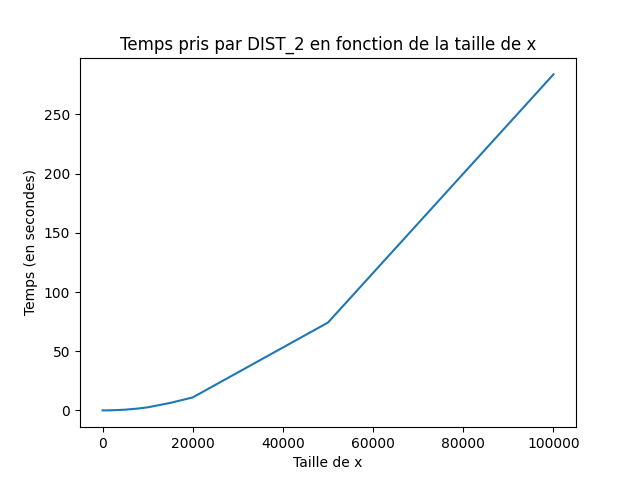 Temps pris par DIST_2 en fonction de la taille de x
250
200
150
100
50
0
Temps (en secondes)
0 20000 40000 60000 80000 100000
Taille de x